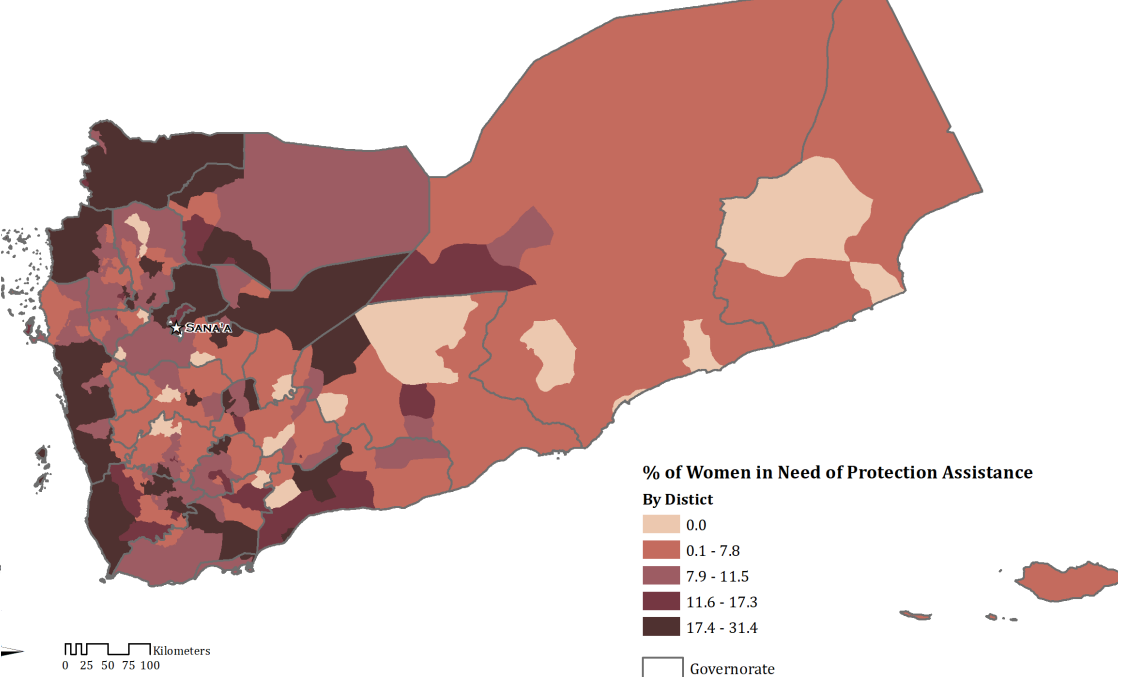 SANA'A
% of Women in Need of Protection Assistance
By Distict
0.0
0.1 - 7.8
7.9 - 11.5
11.6 - 17.3
17.4 - 31.4
Governorate
Kilometers
0 25 50 75 100